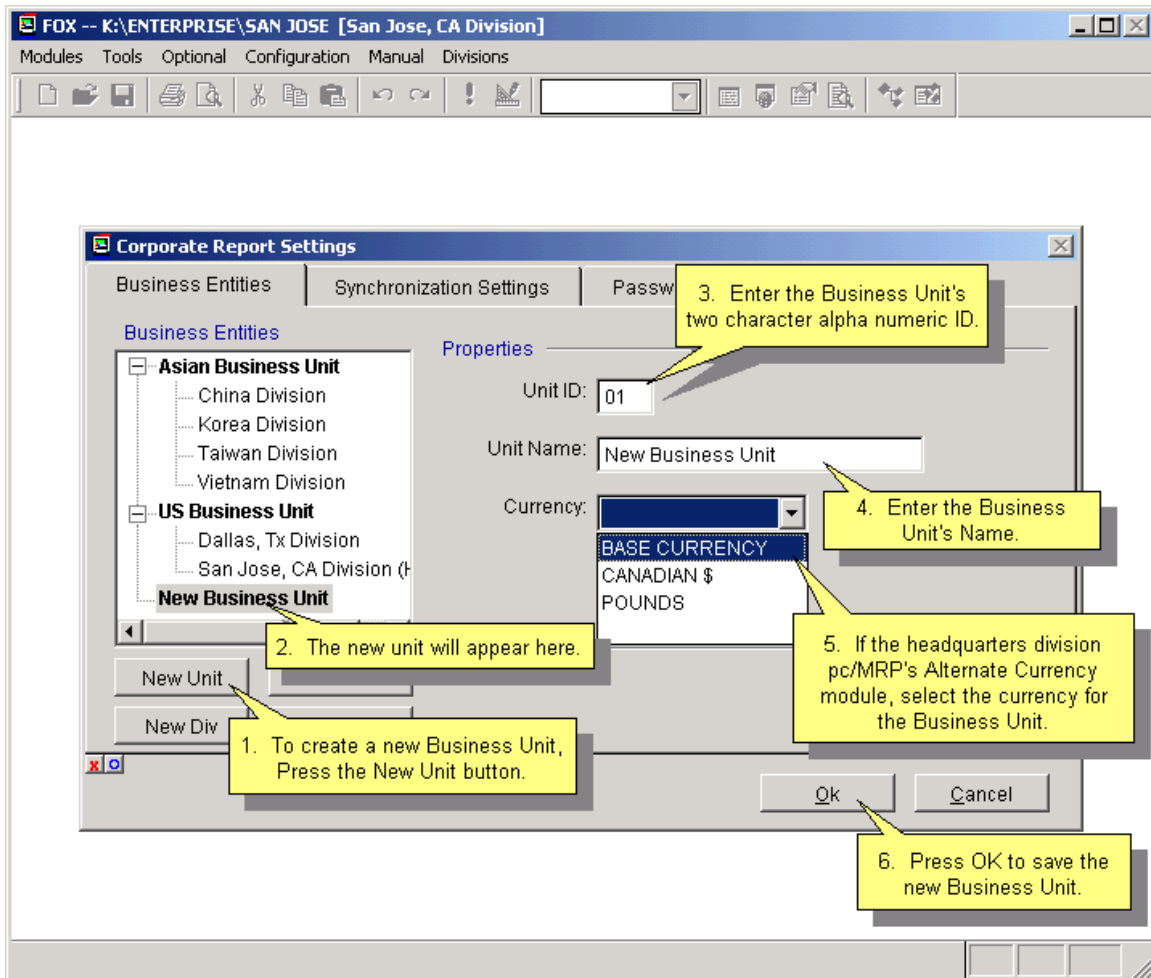 FOX -- K:\ENTERPRISE\SAN JOSE [San Jose, CA Division]
Modules Tools Optional Configuration Manual Divisions
Corporate Report Settings
Business Entities Synchronization Settings Passw
3. Enter the Business Unit's
two character alpha numeric ID.
Business Entities
Asian Business Unit
China Division
Korea Division
Taiwan Division
Vietnam Division
US Business Unit
Dallas, Tx Division
San Jose, CA Division (H
New Business Unit
Properties
Unit ID: 01
Unit Name: New Business Unit
4. Enter the Business
Unit's Name.
Currency:
BASE CURRENCY
CANADIAN $
POUNDS
2. The new unit will appear here.
5. If the headquarters division
pc/MRP's Alternate Currency
module, select the currency for
the Business Unit.
New Unit
New Div
1. To create a new Business Unit,
Press the New Unit button.
x o
Ok Cancel
6. Press OK to save the
new Business Unit.